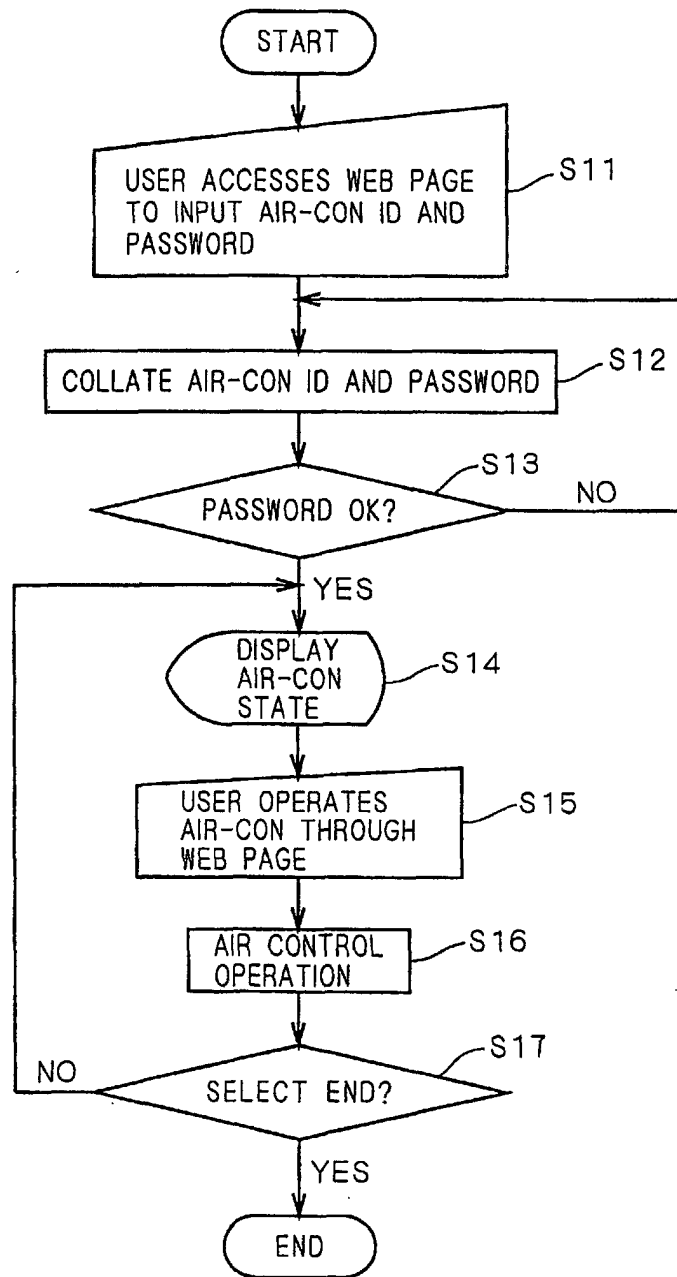 START
USER ACCESSES WEB PAGE
TO INPUT AIR-CON ID AND
PASSWORD
S11
COLLATE AIR-CON ID AND PASSWORD
S12
PASSWORD OK?
S13
NO
YES
DISPLAY
AIR-CON
STATE
S14
USER OPERATES
AIR-CON THROUGH
WEB PAGE
S15
AIR CONTROL
OPERATION
S16
SELECT END?
S17
NO
YES
END